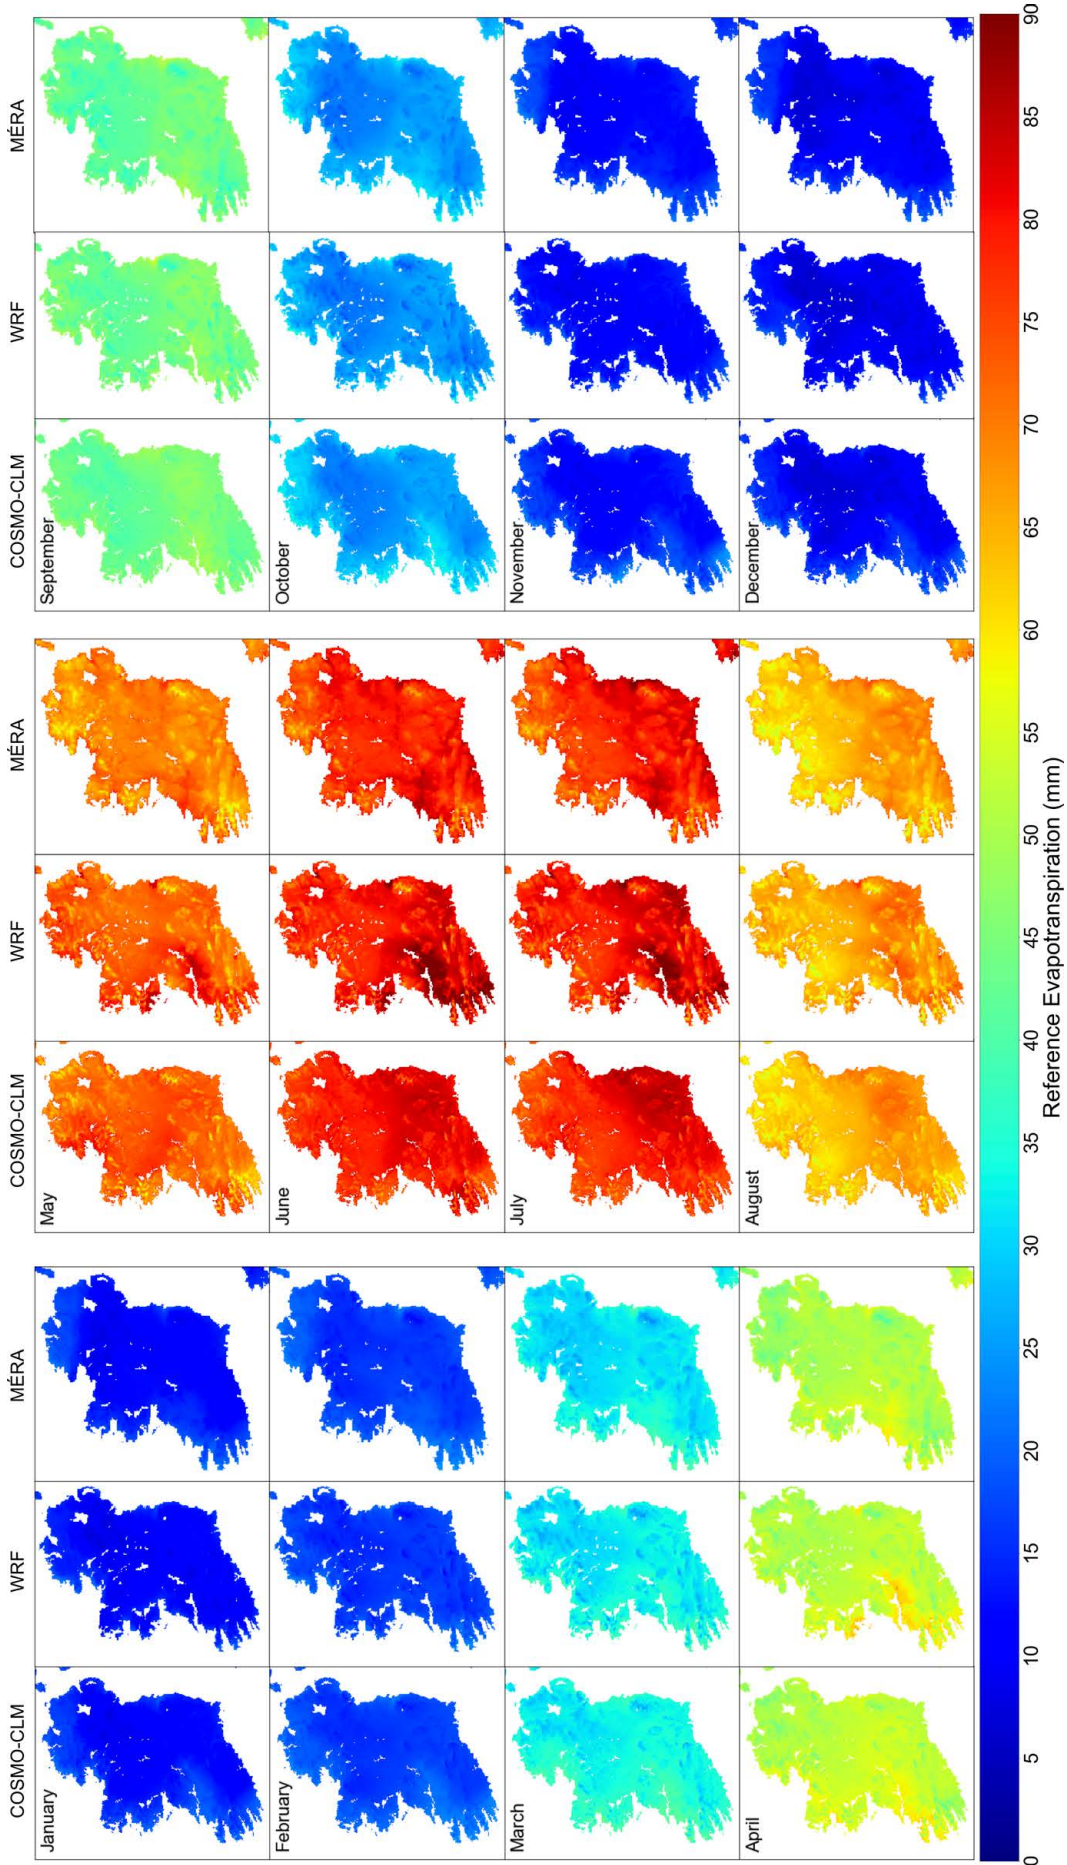 COSMO-CLM WRF MÉRA COSMO-CLM WRF MÉRA COSMO-CLM WRF MÉRA
January May September
February June October
March July November
April August December
0 5 10 15 20 25 30 35 40 45 50 55 60 65 70 75 80 85 90
Reference Evapotranspiration (mm)